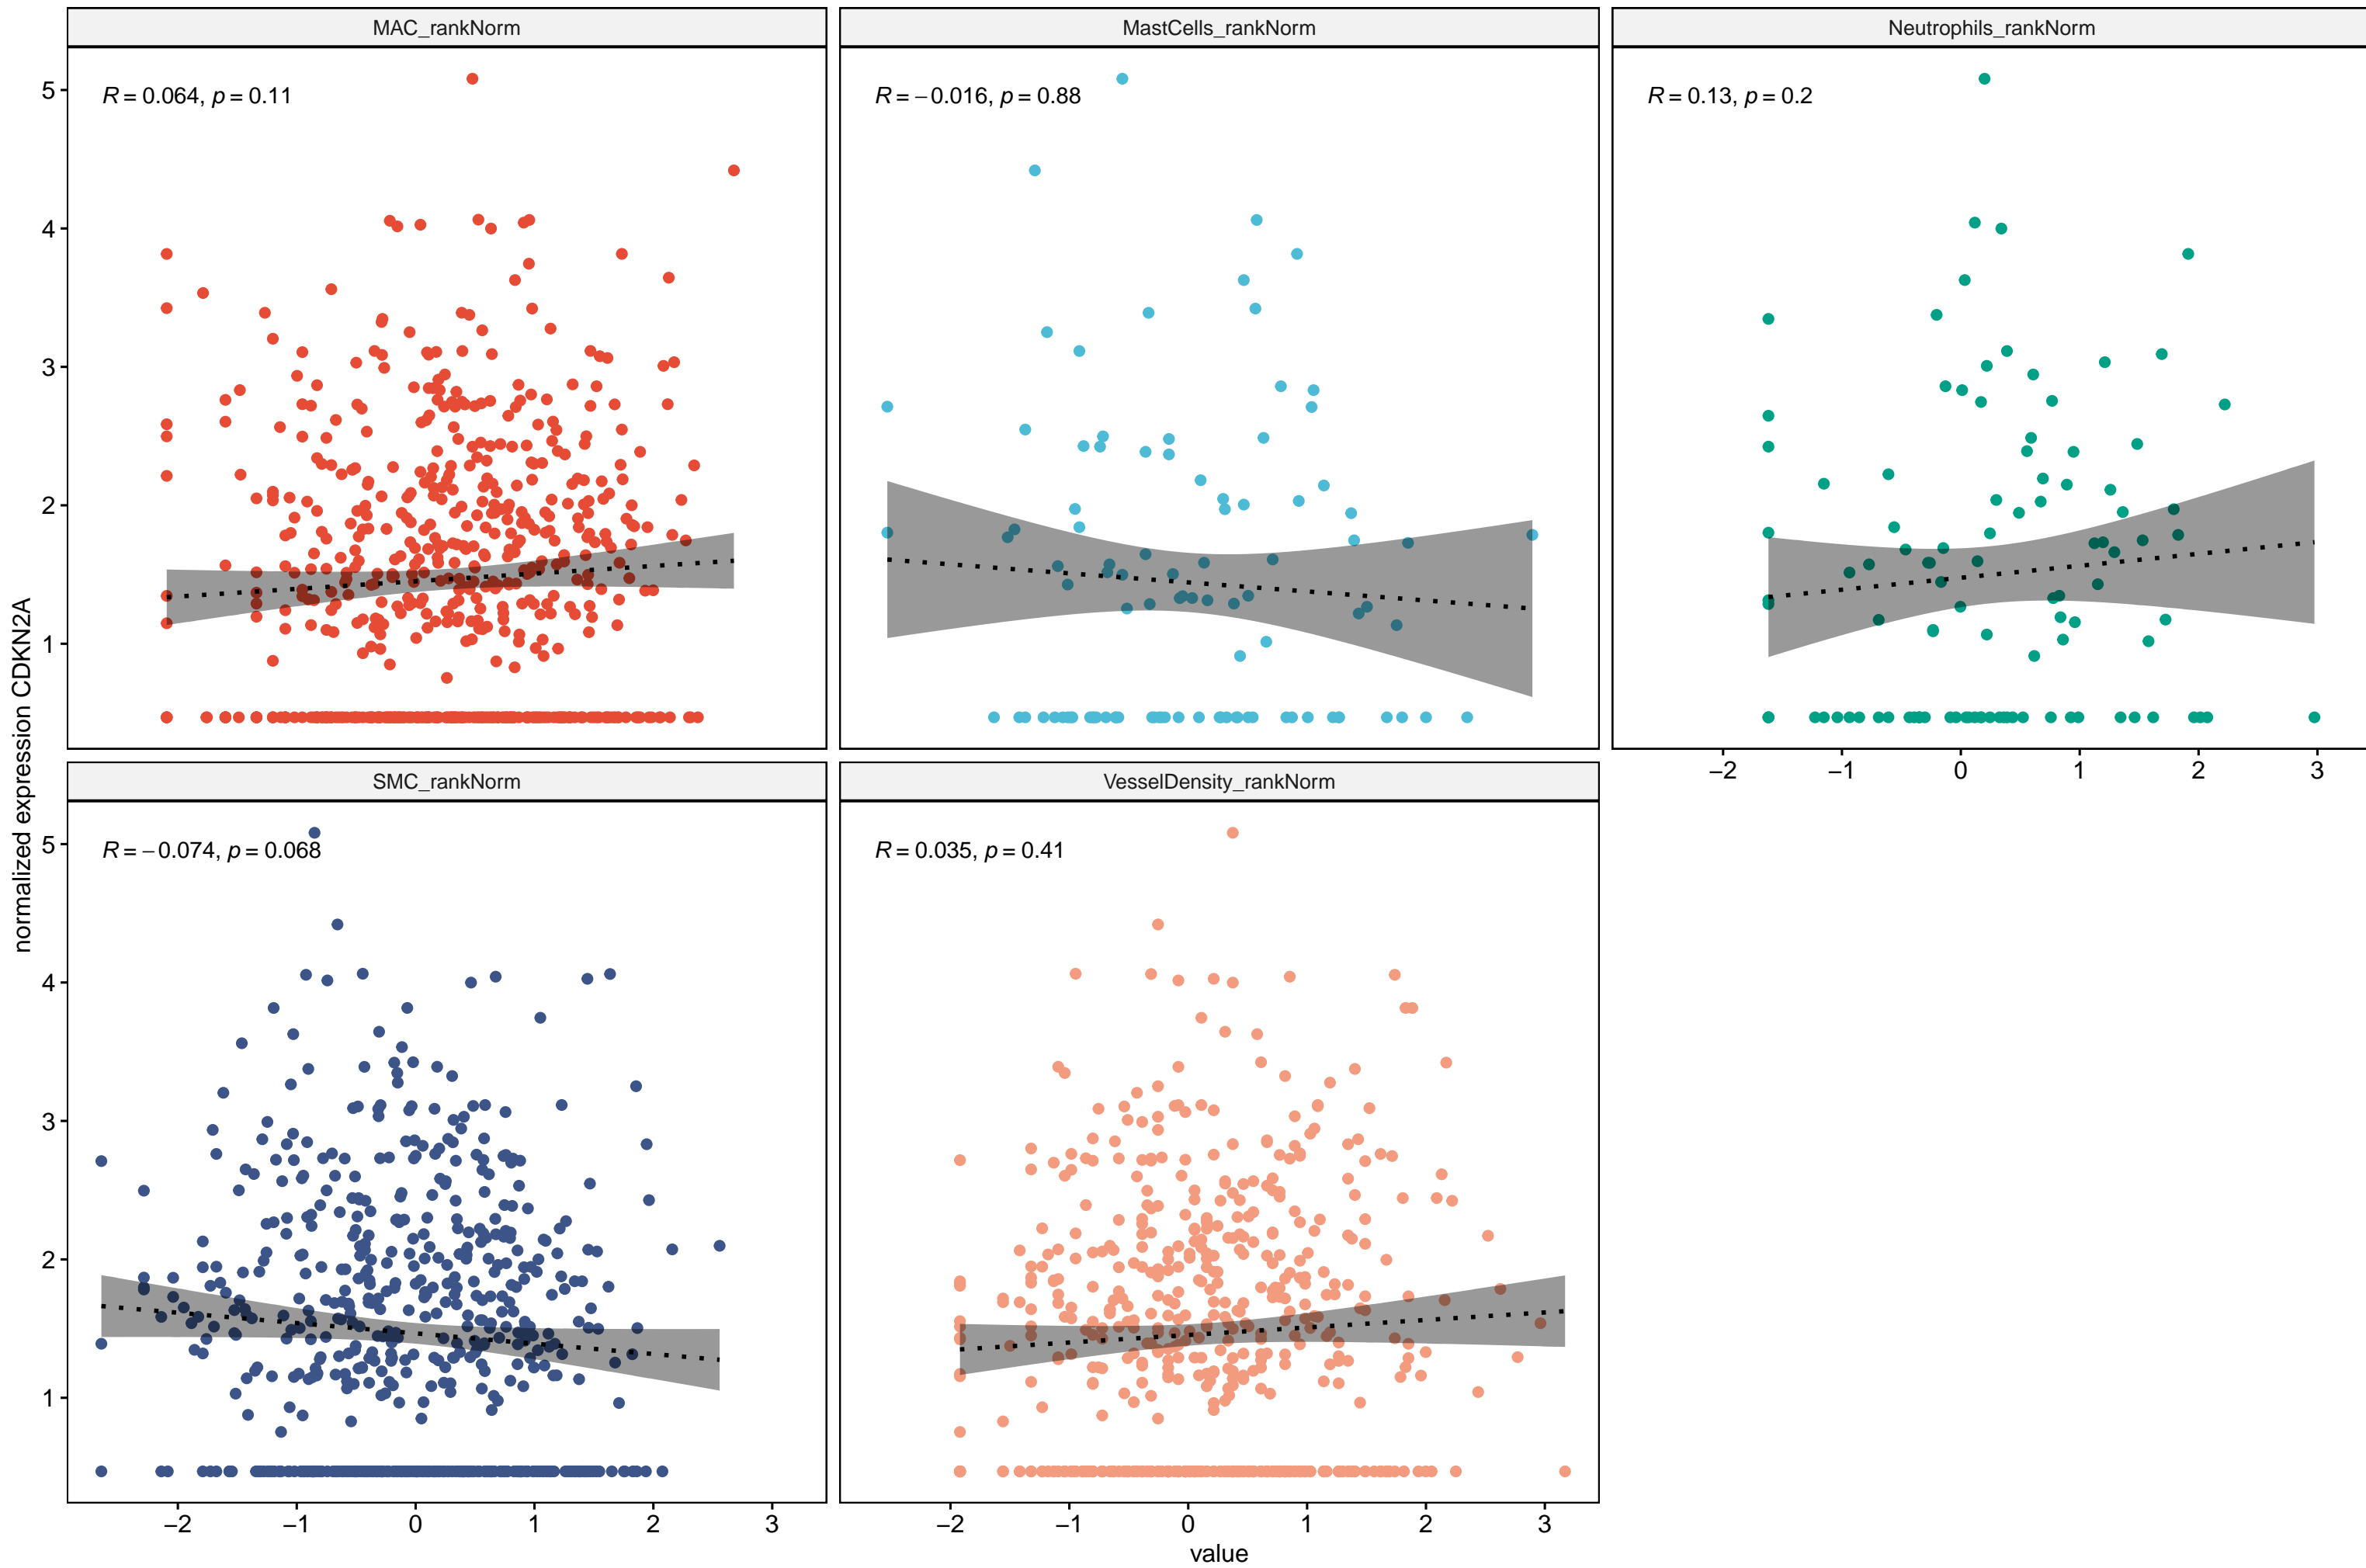 MAC_rankNorm
MastCells_rankNorm
Neutrophils_rankNorm
R = 0.064, p = 0.11
R = −0.016, p = 0.88
R = 0.13, p = 0.2
5
4
3
2
1
−2 −1 0 1 2 3
normalized expression CDKN2A
SMC_rankNorm
VesselDensity_rankNorm
R = −0.074, p = 0.068
R = 0.035, p = 0.41
5
4
3
2
1
−2 −1 0 1 2 3
−2 −1 0 1 2 3
value